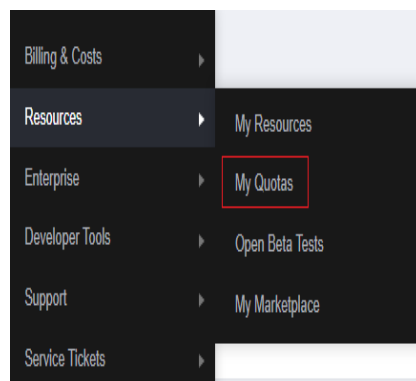 Billing & Costs
Resources
Enterprise
Developer Tools
Support
Service Tickets
My Resources
My Quotas
Open Beta Tests
My Marketplace